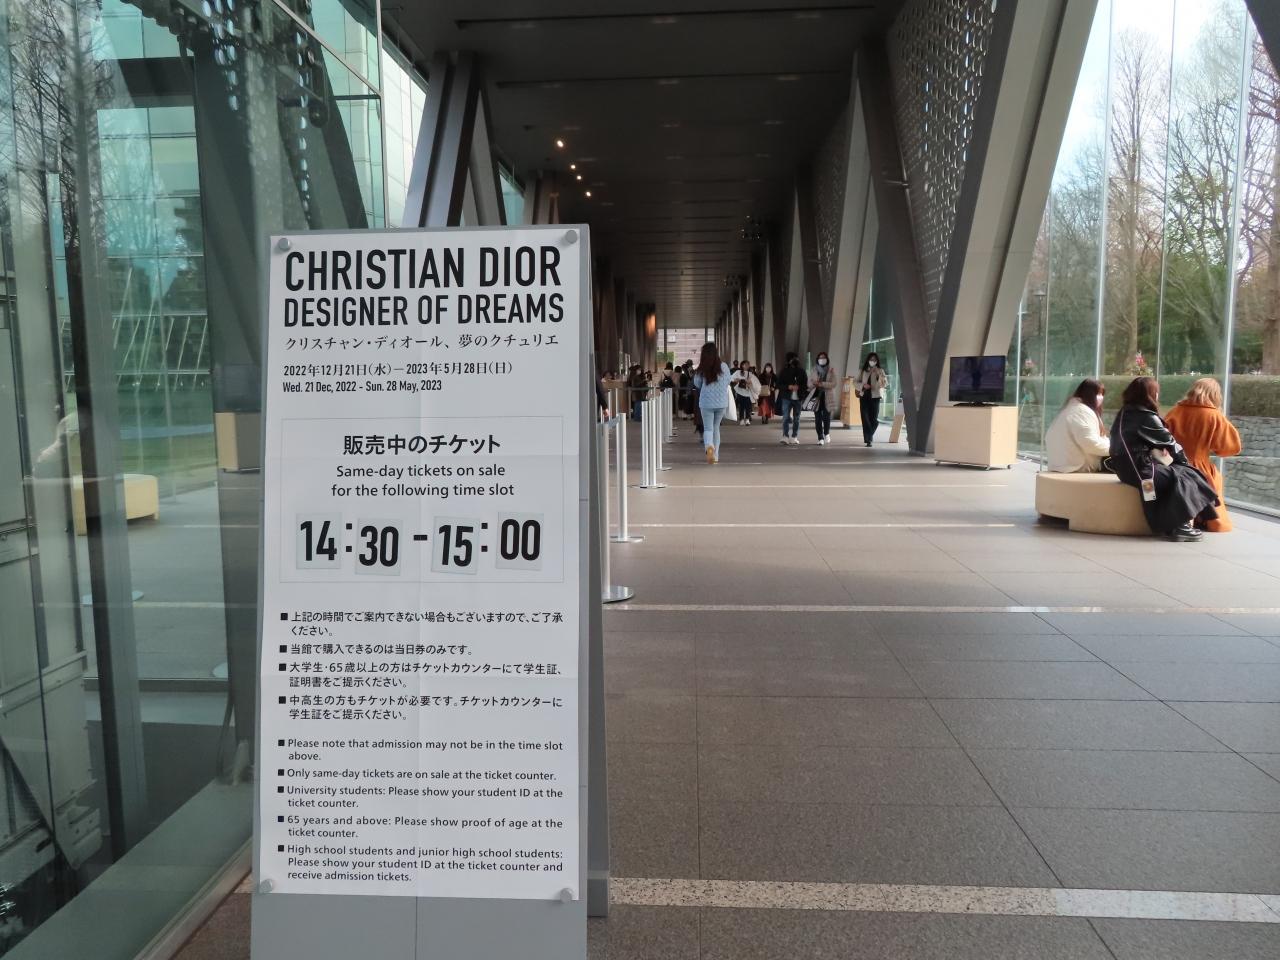 CHRISTIAN DIOR
DESIGNER OF DREAMS
クリスチャン・ディオール、夢のクチュリエ
2022年12月21日(水)－2023年5月28日(日)
Wed. 21 Dec, 2022 - Sun. 28 May, 2023
販売中のチケット
Same-day tickets on sale
for the following time slot
14:30 - 15:00
■ 上記の時間でご案内できない場合もございますので、ご了承
ください。
■ 当館で購入できるのは当日券のみです。
■ 大学生・65歳以上の方はチケットカウンターにて学生証、
証明書をご提示ください。
■ 中高生の方もチケットが必要です。チケットカウンターに
学生証をご提示ください。
■ Please note that admission may not be in the time slot
above.
■ Only same-day tickets are on sale at the ticket counter.
■ University students: Please show your student ID at the
ticket counter.
■ 65 years and above: Please show proof of age at the
ticket counter.
■ High school students and junior high school students:
Please show your student ID at the ticket counter and
receive admission tickets.